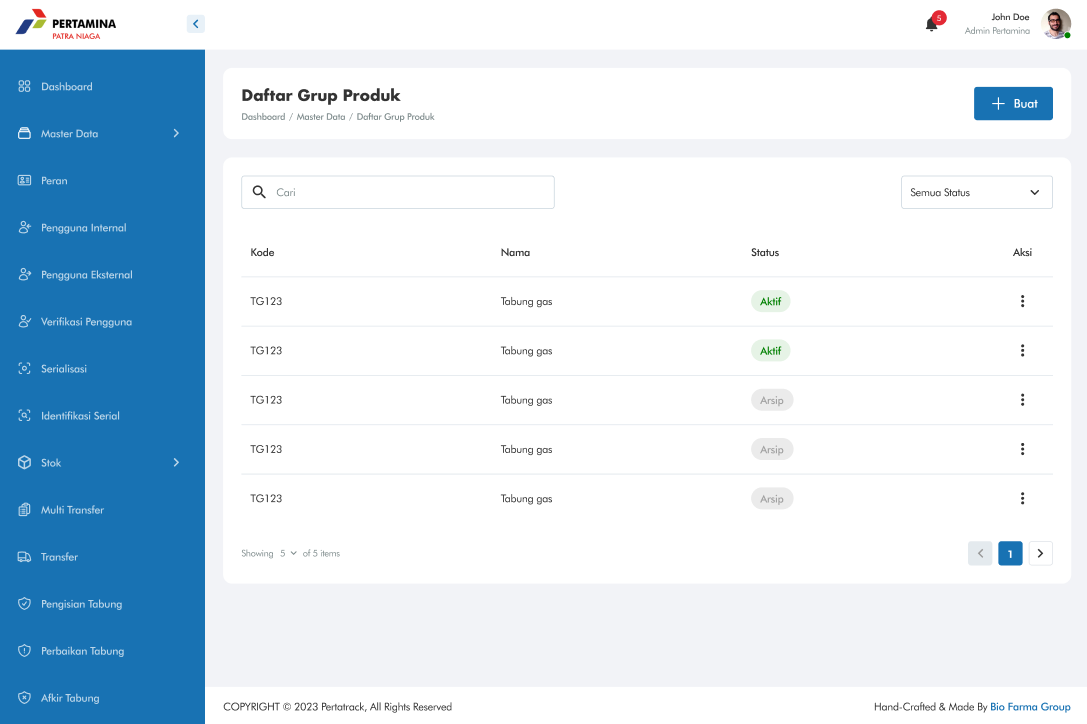 PERTAMINA
PATRA NIAGA
5
John Doe
Admin Pertamina
Dashboard
Master Data
Peran
Pengguna Internal
Pengguna Eksternal
Verifikasi Pengguna
Serialisasi
Identifikasi Serial
Stok
Multi Transfer
Transfer
Pengisian Tabung
Perbaikan Tabung
Afkir Tabung
Daftar Grup Produk
Dashboard / Master Data / Daftar Grup Produk
Buat
Cari
Semua Status
Kode Nama Status Aksi
TG123 Tabung gas Aktif
TG123 Tabung gas Aktif
TG123 Tabung gas Arsip
TG123 Tabung gas Arsip
TG123 Tabung gas Arsip
Showing 5 of 5 items
1
COPYRIGHT © 2023 Pertatrack, All Rights Reserved
Hand-Crafted & Made By Bio Farma Group